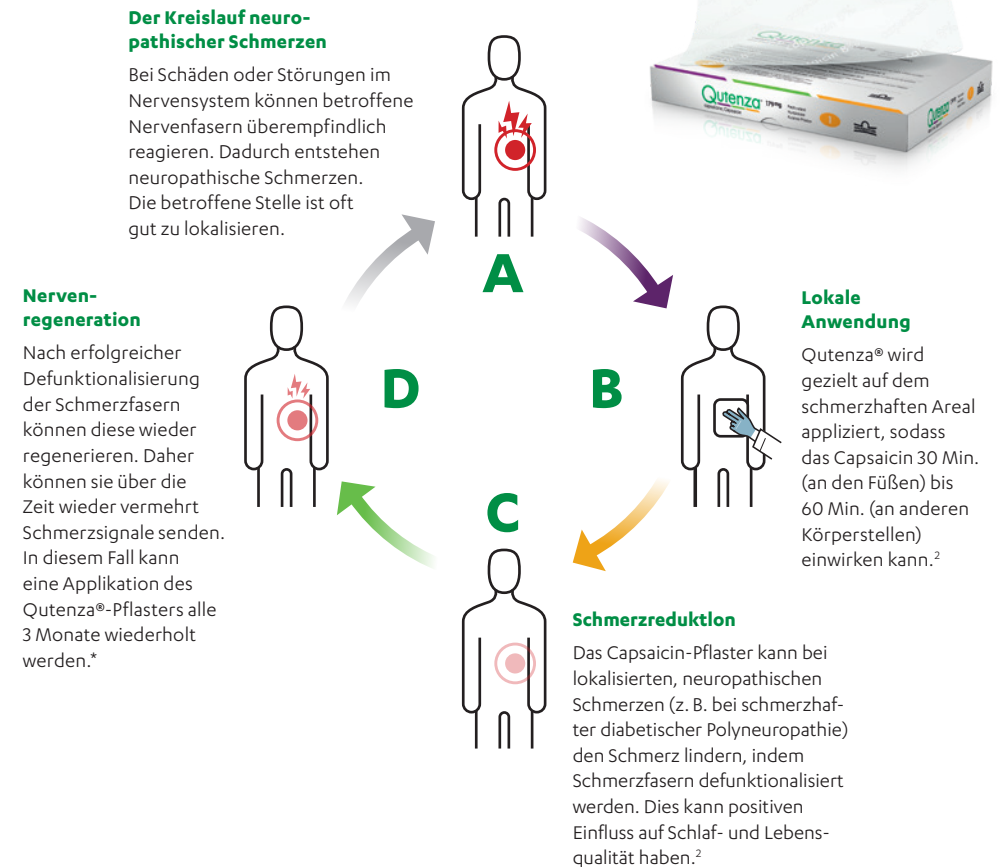 Der Kreislauf neuro-
pathischer Schmerzen
Bei Schäden oder Störungen im
Nervensystem können betroffene
Nervenfasern überempfindlich
reagieren. Dadurch entstehen
neuropathische Schmerzen.
Die betroffene Stelle ist oft
gut zu lokalisieren.
Qutenza
Qutenza 179 mg
Qutenza
A
Lokale
Anwendung
Qutenza® wird
gezielt auf dem
schmerzhaften Areal
appliziert, sodass
das Capsaicin 30 Min.
(an den Füßen) bis
60 Min. (an anderen
Körperstellen)
einwirken kann.²
B
C
Schmerzreduktlon
Das Capsaicin-Pflaster kann bei
lokalisierten, neuropathischen
Schmerzen (z. B. bei schmerzhaf-
ter diabetischer Polyneuropathie)
den Schmerz lindern, indem
Schmerzfasern defunktionalisiert
werden. Dies kann positiven
Einfluss auf Schlaf- und Lebens-
qualität haben.²
D
Nerven-
regeneration
Nach erfolgreicher
Defunktionalisierung
der Schmerzfasern
können diese wieder
regenerieren. Daher
können sie über die
Zeit wieder vermehrt
Schmerzsignale senden.
In diesem Fall kann
eine Applikation des
Qutenza®-Pflasters alle
3 Monate wiederholt
werden.*